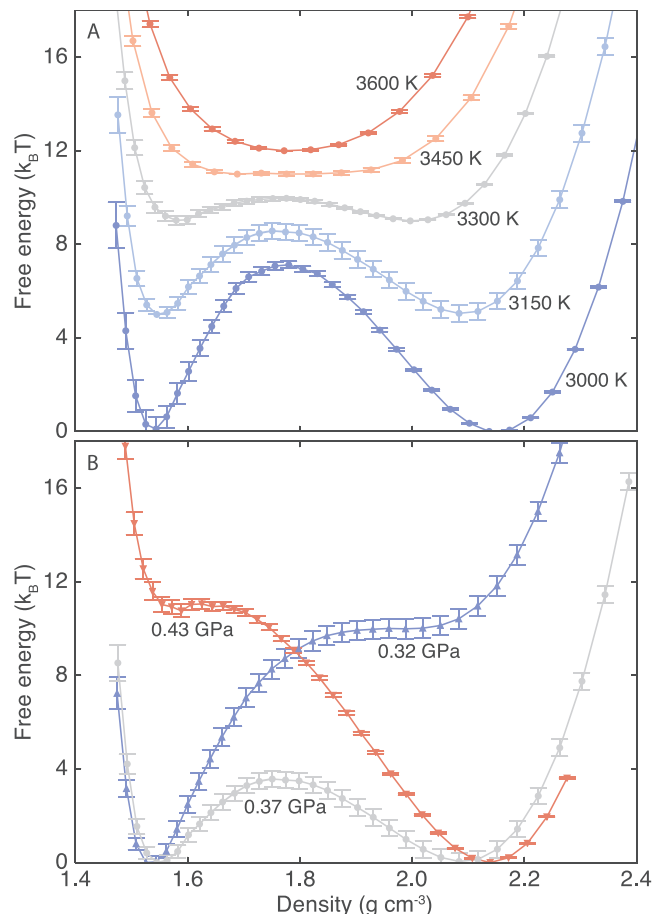 A
16
12
8
4
0
Free energy (kBT)
3600 K
3450 K
3300 K
3150 K
3000 K
B
16
12
8
4
0
Free energy (kBT)
0.43 GPa
0.32 GPa
0.37 GPa
1.4 1.6 1.8 2.0 2.2 2.4
Density (g cm⁻³)